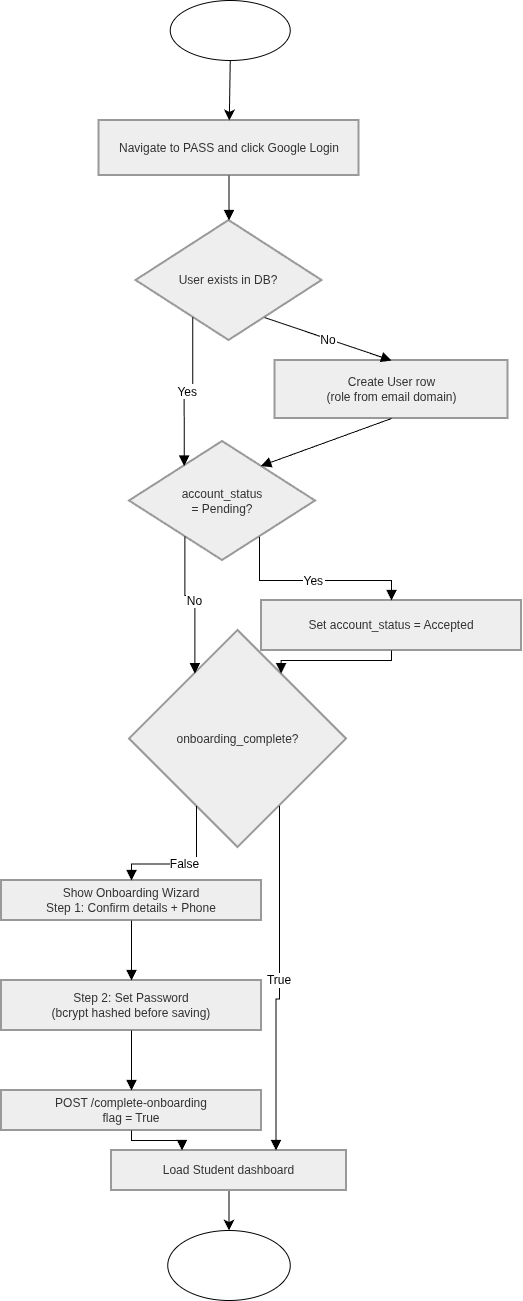 Navigate to PASS and click Google Login
User exists in DB?
No
Yes
Create User row
(role from email domain)
account_status
= Pending?
Yes
No
Set account_status = Accepted
onboarding_complete?
False
Show Onboarding Wizard
Step 1: Confirm details + Phone
True
Step 2: Set Password
(bcrypt hashed before saving)
POST /complete-onboarding
flag = True
Load Student dashboard